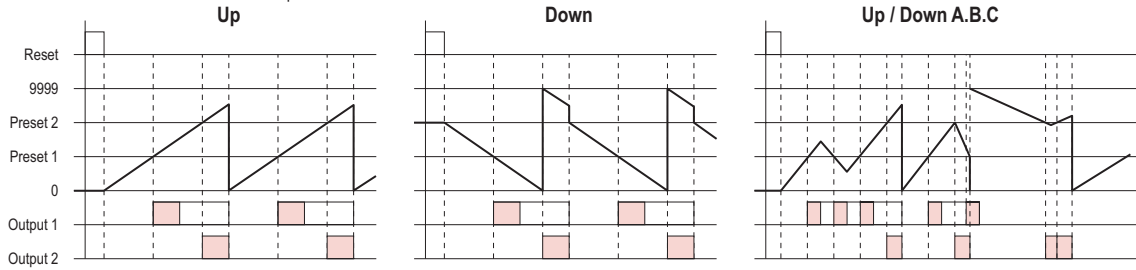 Up
Down
Up / Down A.B.C
Reset
9999
Preset 2
Preset 1
0
Output 1
Output 2